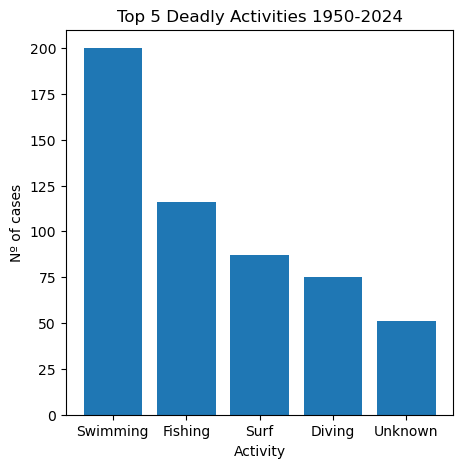 Top 5 Deadly Activities 1950-2024
Nº of cases
200
175
150
125
100
75
50
25
0
Swimming Fishing Surf Diving Unknown
Activity